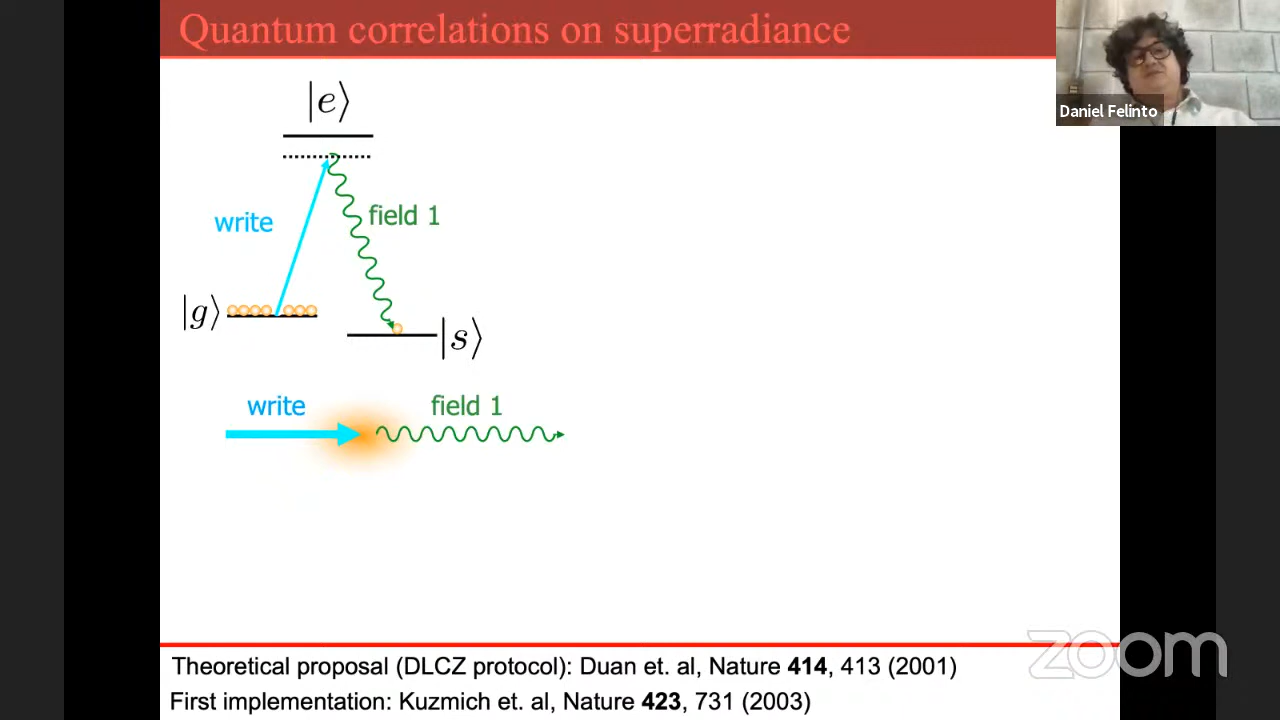 Quantum correlations on superradiance
Daniel Felinto
|e⟩
write
field 1
|g⟩
|s⟩
write
field 1
zoom
Theoretical proposal (DLCZ protocol): Duan et. al, Nature 414, 413 (2001)
First implementation: Kuzmich et. al, Nature 423, 731 (2003)